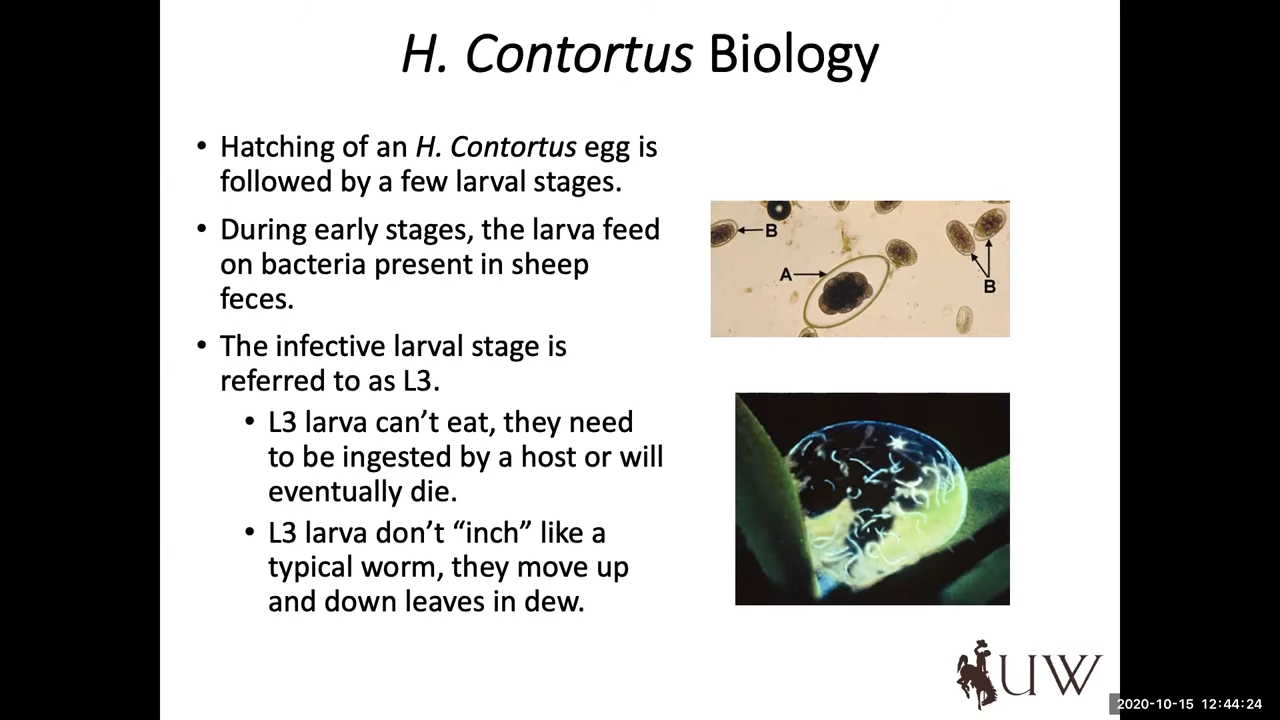 H. Contortus Biology
• Hatching of an H. Contortus egg is
followed by a few larval stages.
• During early stages, the larva feed
on bacteria present in sheep
feces.
• The infective larval stage is
referred to as L3.
• L3 larva can’t eat, they need
to be ingested by a host or will
eventually die.
• L3 larva don’t “inch” like a
typical worm, they move up
and down leaves in dew.
B
A
B
UW
2020-10-15 12:44:24